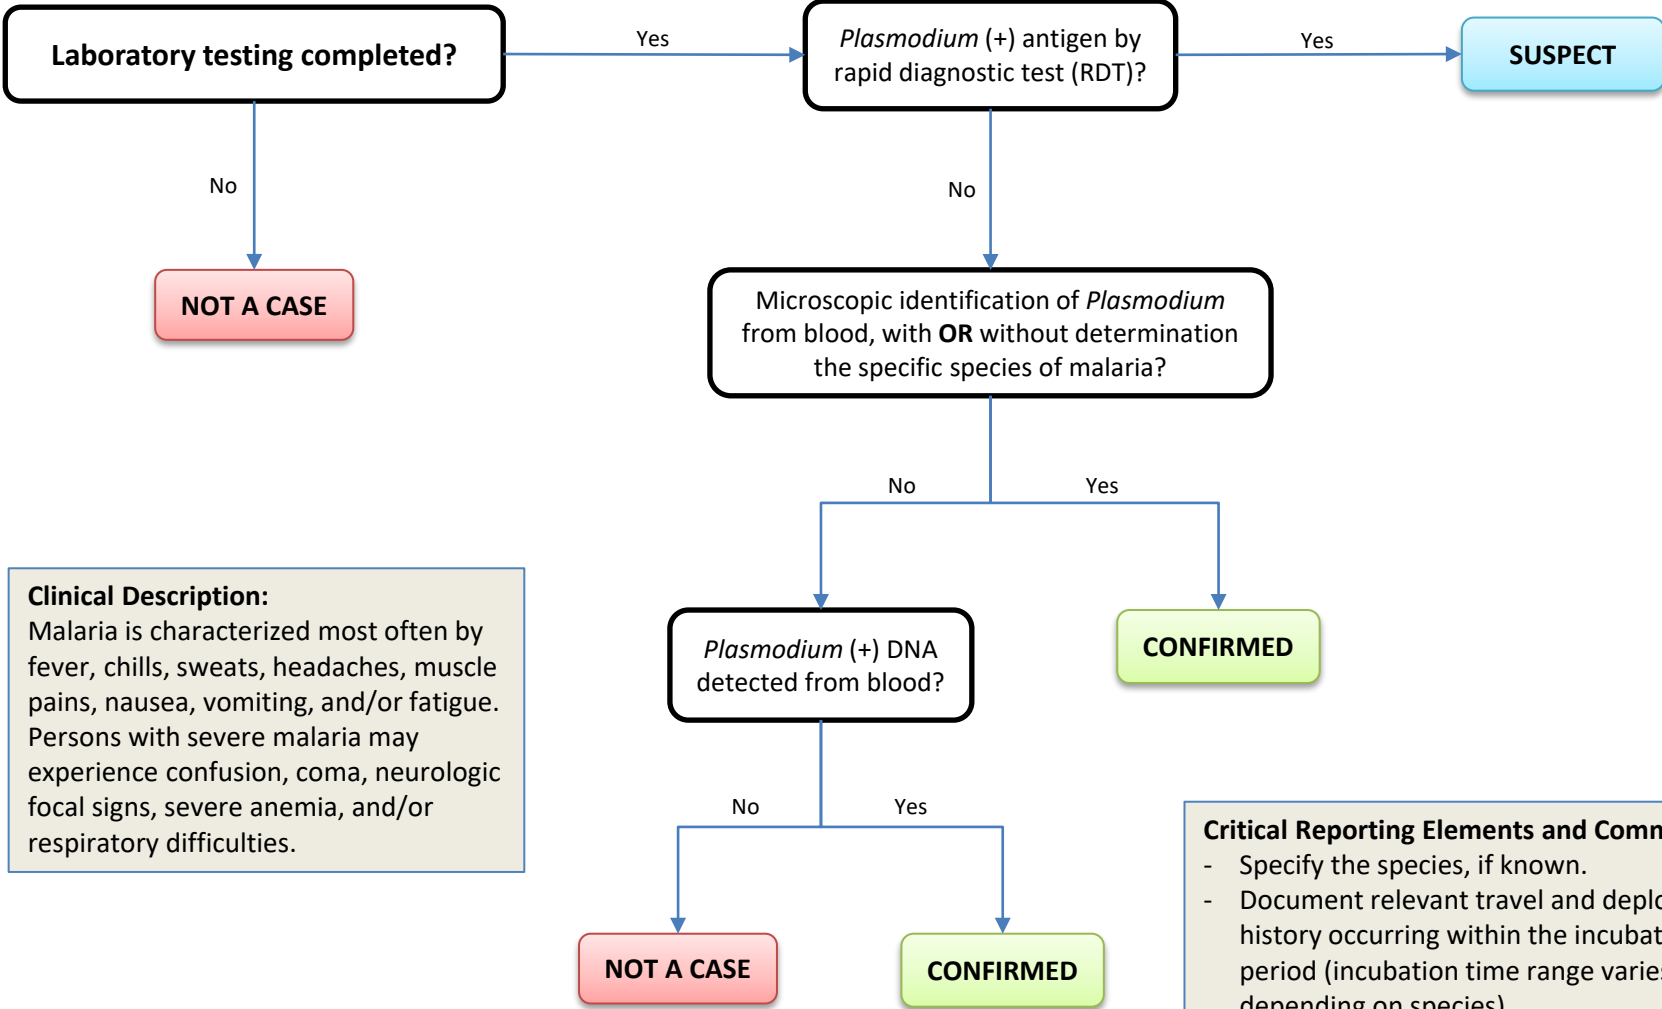 Laboratory testing completed?
Yes
Plasmodium (+) antigen by
rapid diagnostic test (RDT)?
Yes
SUSPECT
No
No
NOT A CASE
Microscopic identification of Plasmodium
from blood, with OR without determination
the specific species of malaria?
No
Yes
Clinical Description:
Malaria is characterized most often by
fever, chills, sweats, headaches, muscle
pains, nausea, vomiting, and/or fatigue.
Persons with severe malaria may
experience confusion, coma, neurologic
focal signs, severe anemia, and/or
respiratory difficulties.
Plasmodium (+) DNA
detected from blood?
CONFIRMED
No
Yes
NOT A CASE
CONFIRMED
Critical Reporting Elements and Comm
- Specify the species, if known.
- Document relevant travel and deplo
history occurring within the incubat
period (incubation time range varies
depending on species)